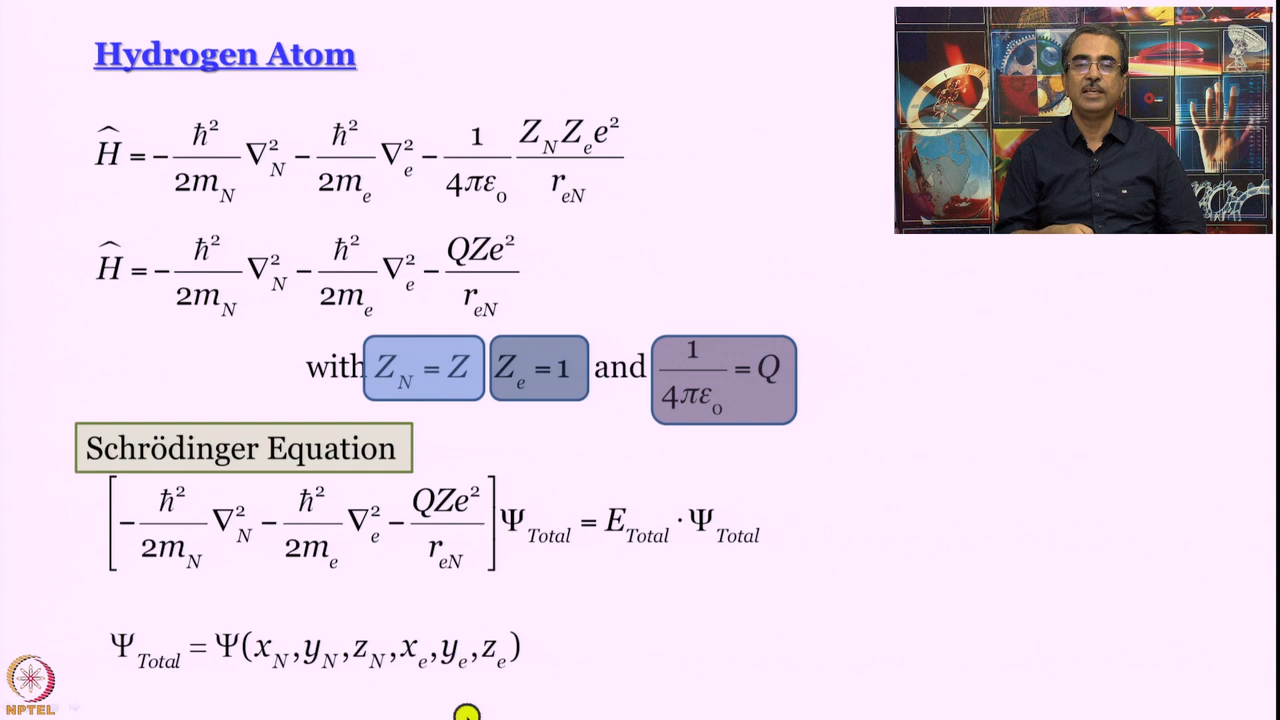 Hydrogen Atom
Ĥ = −ℏ²/2m_N ∇²_N − ℏ²/2m_e ∇²_e − 1/4πε₀ Z_N Z_e e²/r_eN
Ĥ = −ℏ²/2m_N ∇²_N − ℏ²/2m_e ∇²_e − QZe²/r_eN
with Z_N = Z Z_e = 1 and 1/4πε₀ = Q
Schrödinger Equation
[−ℏ²/2m_N ∇²_N − ℏ²/2m_e ∇²_e − QZe²/r_eN] Ψ_Total = E_Total · Ψ_Total
Ψ_Total = Ψ(x_N, y_N, z_N, x_e, y_e, z_e)
NPTEL